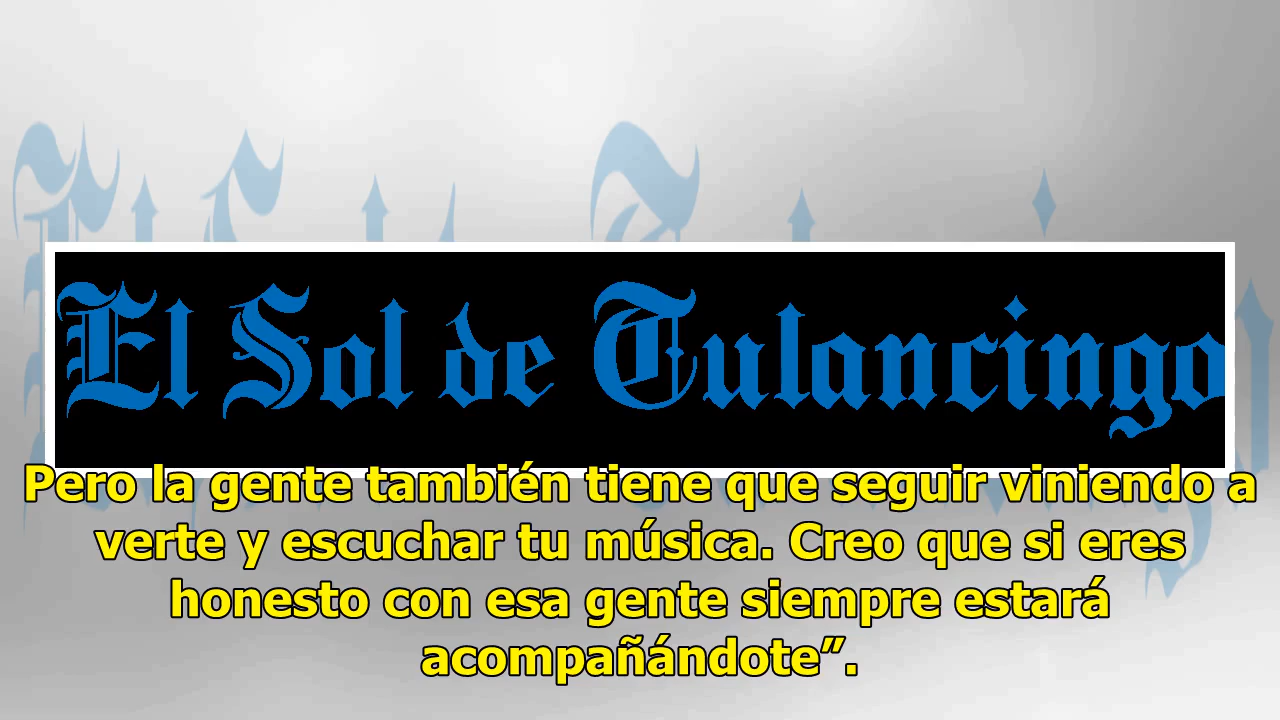 El Sol de Tulancingo
Pero la gente también tiene que seguir viniendo a
verte y escuchar tu música. Creo que si eres
honesto con esa gente siempre estará
acompañándote”.